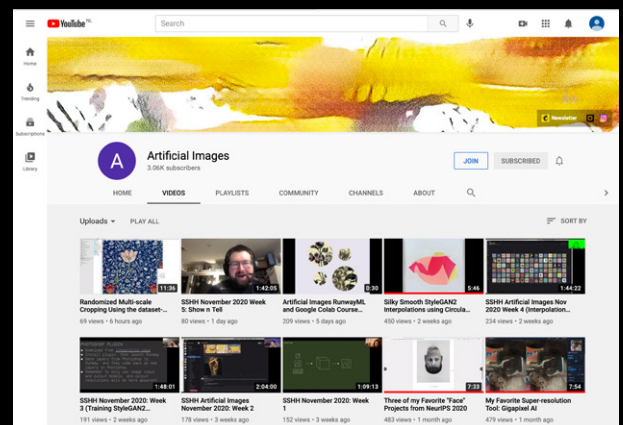 YouTube NL
Search
Home
Trending
Subscriptions
Library
Newsletter
A
Artificial Images
3.06K subscribers
JOIN
SUBSCRIBED
HOME
VIDEOS
PLAYLISTS
COMMUNITY
CHANNELS
ABOUT
Uploads
PLAY ALL
SORT BY
11:36
1:42:05
0:30
5:46
1:44:22
Randomized Multi-scale
Cropping Using the dataset-...
69 views • 6 hours ago
SSHH November 2020 Week
5: Show n Tell
80 views • 1 day ago
Artificial Images RunwayML
and Google Colab Course...
209 views • 5 days ago
Silky Smooth StyleGAN2
Interpolations using Circula...
450 views • 2 weeks ago
SSHH Artificial Images Nov
2020 Week 4 (Interpolation...
234 views • 2 weeks ago
1:48:01
2:04:00
1:09:13
7:33
7:54
SSHH November 2020: Week
3 (Training StyleGAN2...
191 views • 2 weeks ago
SSHH Artificial Images
November 2020: Week 2
178 views • 3 weeks ago
SSHH November 2020: Week
1
152 views • 3 weeks ago
Three of my Favorite "Face"
Projects from NeurIPS 2020
483 views • 1 month ago
My Favorite Super-resolution
Tool: Gigapixel AI
479 views • 1 month ago